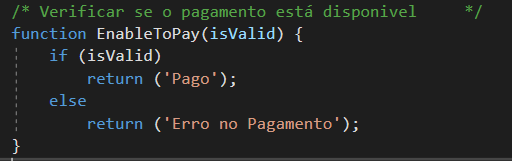 /* Verificar se o pagamento está disponivel     */
function EnableToPay(isValid) {
    if (isValid)
        return ('Pago');
    else
        return ('Erro no Pagamento');
}